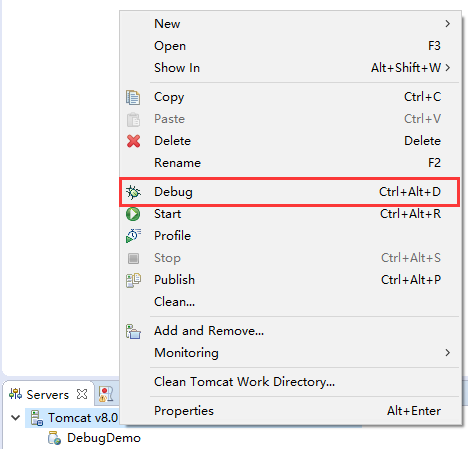 New
Open F3
Show In Alt+Shift+W
Copy Ctrl+C
Paste Ctrl+V
Delete Delete
Rename F2
Debug Ctrl+Alt+D
Start Ctrl+Alt+R
Profile
Stop Ctrl+Alt+S
Publish Ctrl+Alt+P
Clean...
Add and Remove...
Monitoring
Clean Tomcat Work Directory...
Properties Alt+Enter
Servers
Tomcat v8.0
DebugDemo